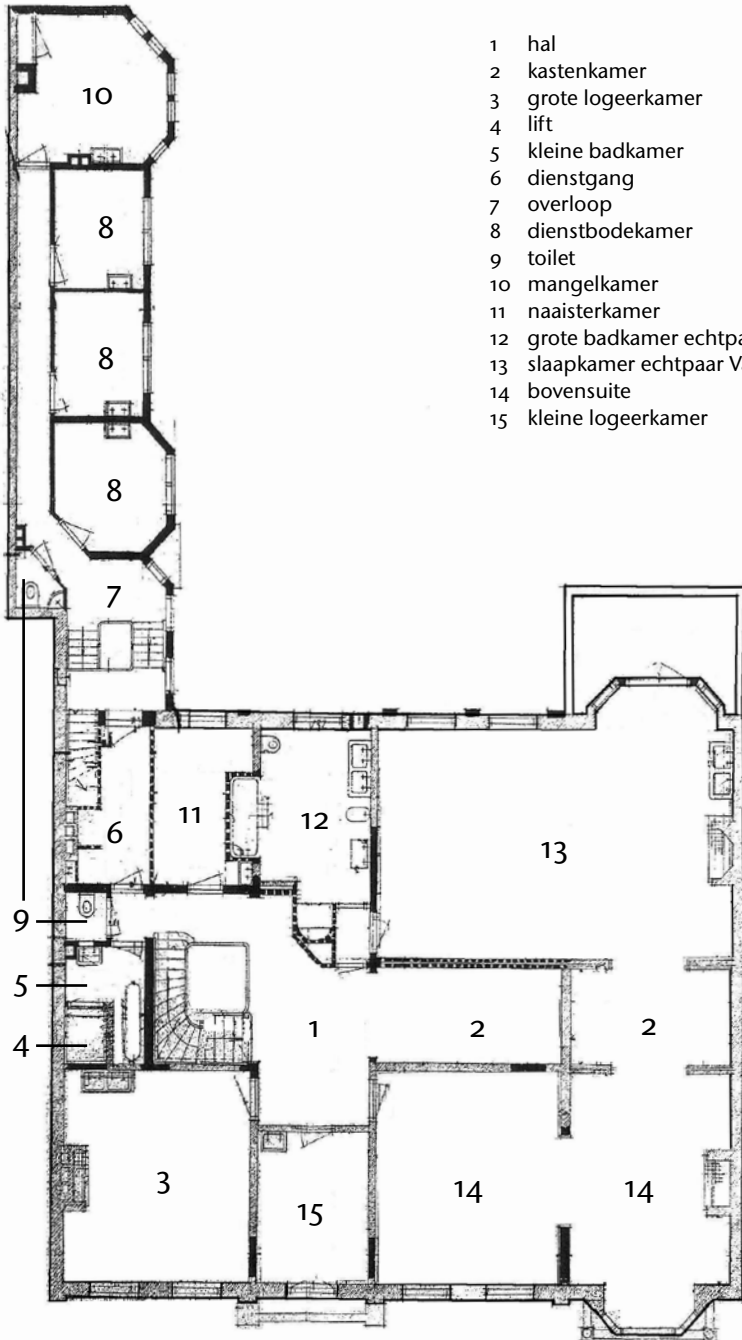 1 hal
2 kastenkamer
3 grote logeerkamer
4 lift
5 kleine badkamer
6 dienstgang
7 overloop
8 dienstbodekamer
9 toilet
10 mangelkamer
11 naaisterkamer
12 grote badkamer echtpa
13 slaapkamer echtpaar V
14 bovensuite
15 kleine logeerkamer
10
8
8
8
7
6
11
12
13
9
5
4
1
2
2
3
15
14
14